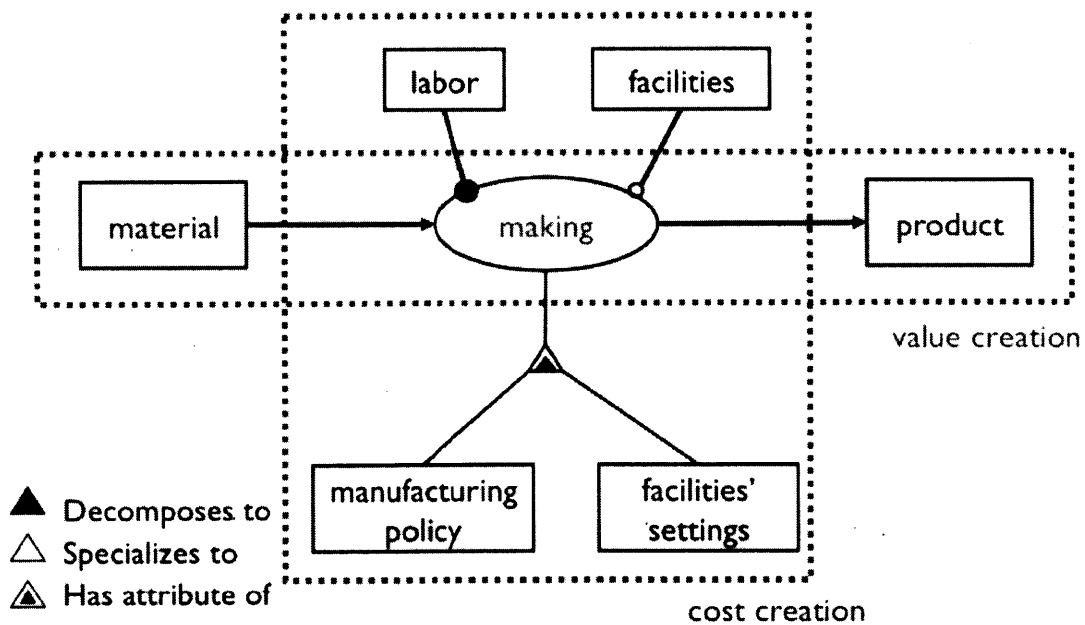 labor
facilities
material
making
product
value creation
manufacturing
policy
facilities'
settings
Decomposes to
Specializes to
Has attribute of
cost creation